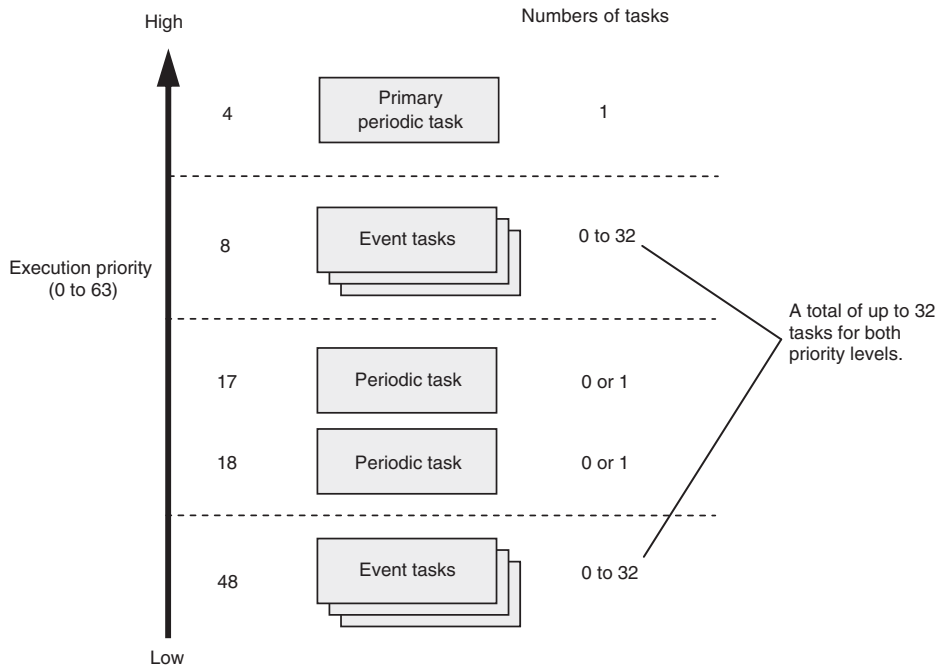 Numbers of tasks
High
4
Primary
periodic task
1
8
Event tasks
0 to 32
Execution priority
(0 to 63)
A total of up to 32
tasks for both
priority levels.
17
Periodic task
0 or 1
18
Periodic task
0 or 1
48
Event tasks
0 to 32
Low